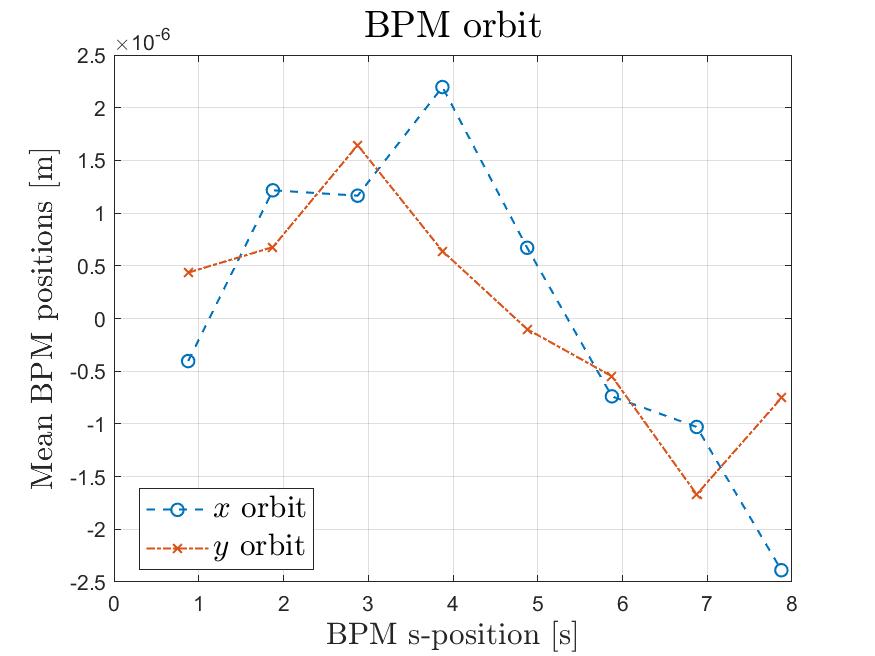 BPM orbit
×10-6
2.5
2
1.5
1
0.5
0
-0.5
-1
-1.5
-2
-2.5
Mean BPM positions [m]
x orbit
y orbit
0 1 2 3 4 5 6 7 8
BPM s-position [s]